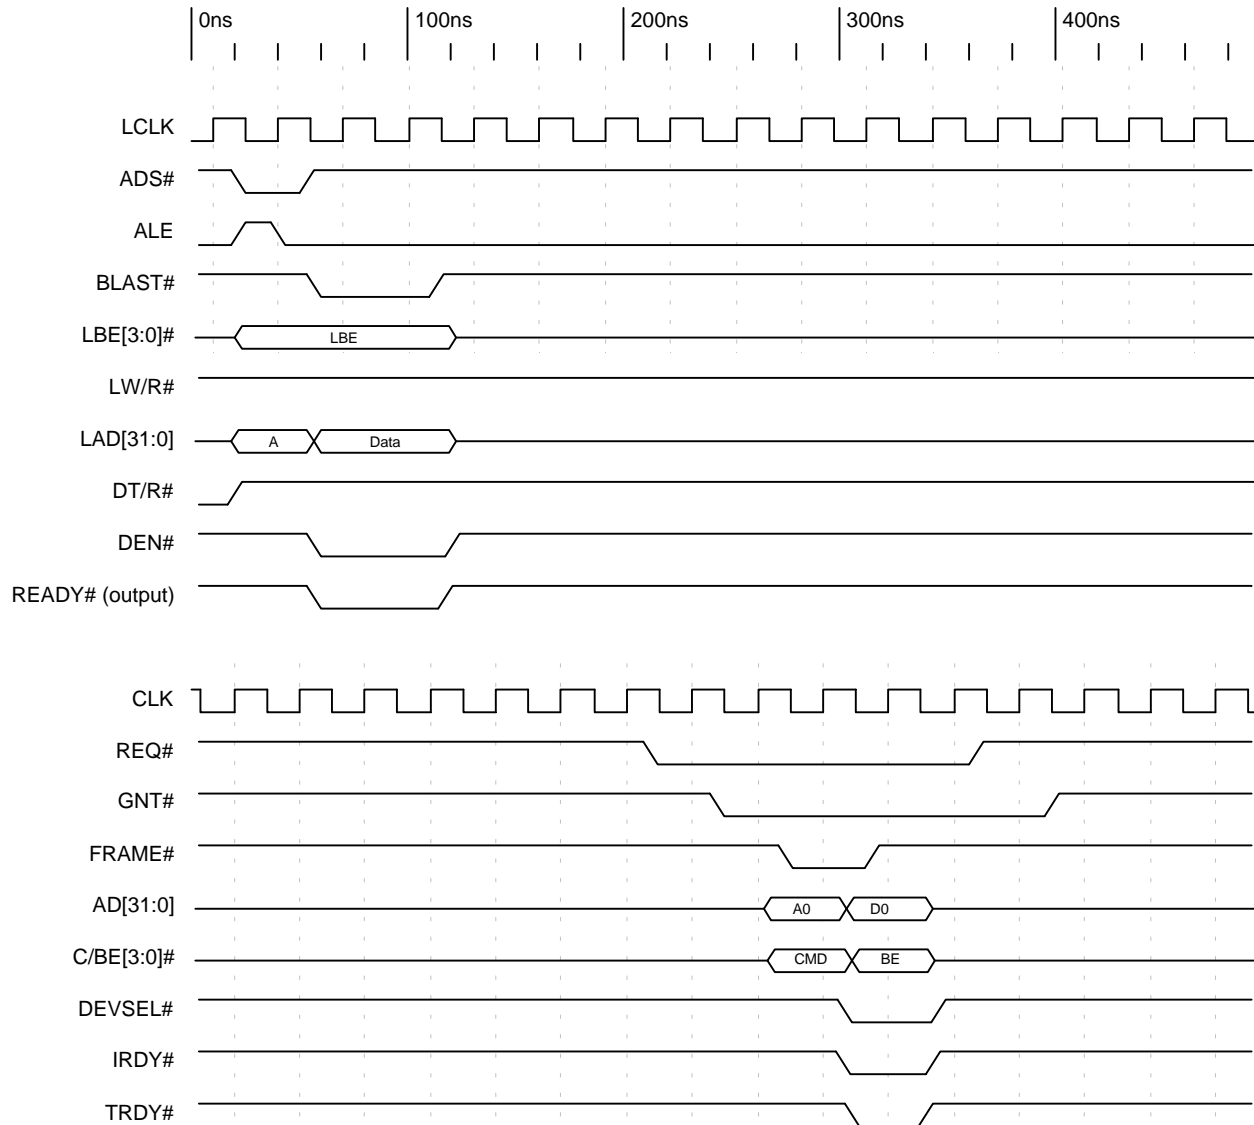 0ns 100ns 200ns 300ns 400ns
LCLK
ADS#
ALE
BLAST#
LBE[3:0]# LBE
LW/R#
LAD[31:0] A Data
DT/R#
DEN#
READY# (output)
CLK
REQ#
GNT#
FRAME#
AD[31:0] A0 D0
C/BE[3:0]# CMD BE
DEVSEL#
IRDY#
TRDY#